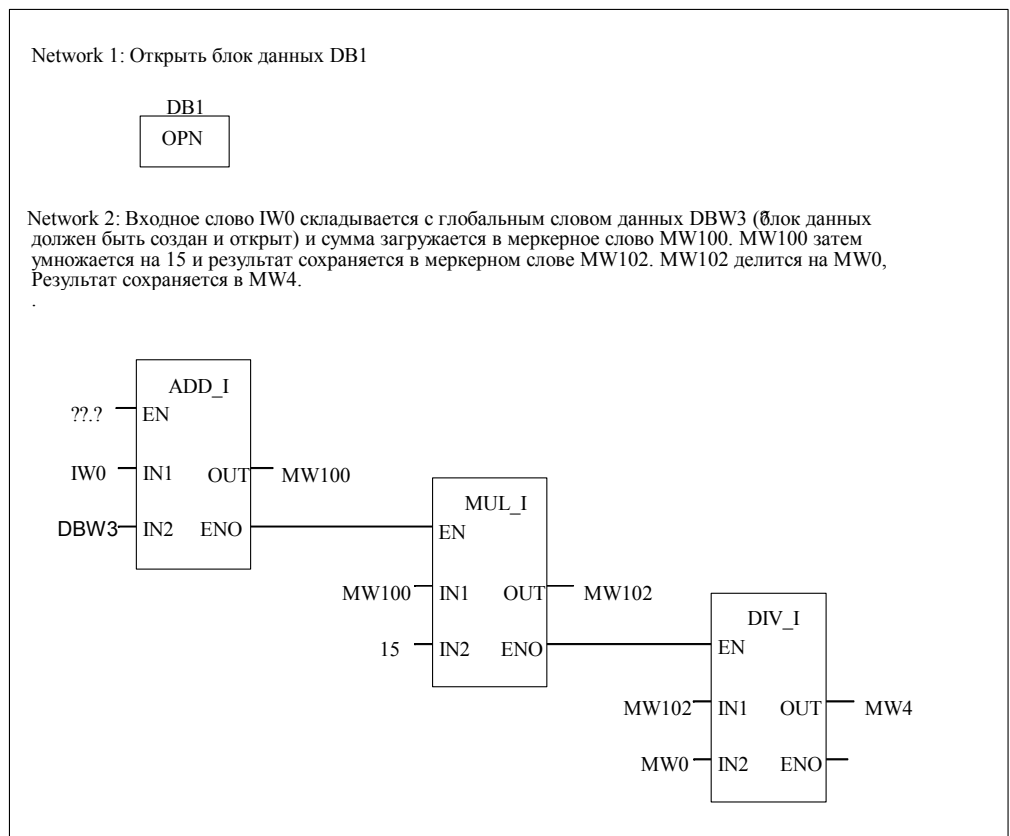 Network 1: Открыть блок данных DB1
DB1
OPN
Network 2: Входное слово IW0 складывается с глобальным словом данных DBW3 (блок данных
должен быть создан и открыт) и сумма загружается в меркерное слово MW100. MW100 затем
умножается на 15 и результат сохраняется в меркерном слове MW102. MW102 делится на MW0,
Результат сохраняется в MW4.
.
ADD_I
??.? EN
IW0 IN1 OUT MW100
DBW3 IN2 ENO
MUL_I
EN
MW100 IN1 OUT MW102
15 IN2 ENO
DIV_I
EN
MW102 IN1 OUT MW4
MW0 IN2 ENO